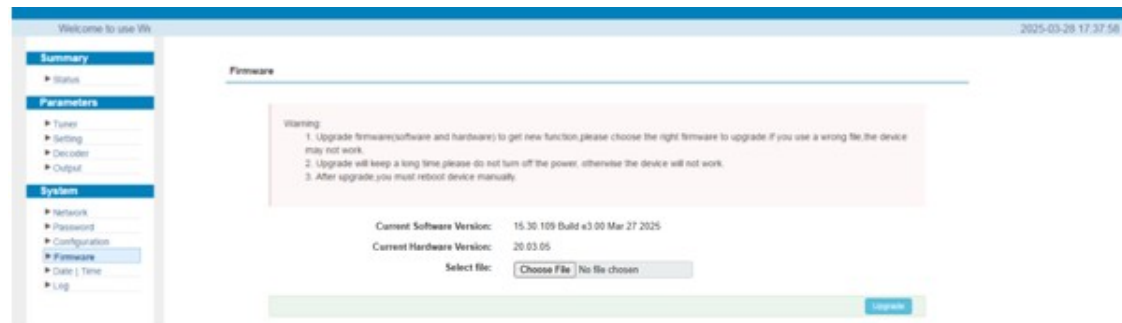 Welcome to use We
2025-03-28 17:37:58
Summary
Status
Parameters
Tuner
Setting
Decoder
Output
System
Network
Password
Configuration
Firmware
Date | Time
Log
Firmware
Warning:
1. Upgrade firmware(software and hardware) to get new function,please choose the right firmware to upgrade.If you use a wrong file,the device
may not work.
2. Upgrade will keep a long time,please do not turn off the power, otherwise the device will not work.
3. After upgrade,you must reboot device manually.
Current Software Version: 15.30.109 Build e3.00 Mar 27 2025
Current Hardware Version: 20.03.05
Select file: Choose File No file chosen
Upgrade